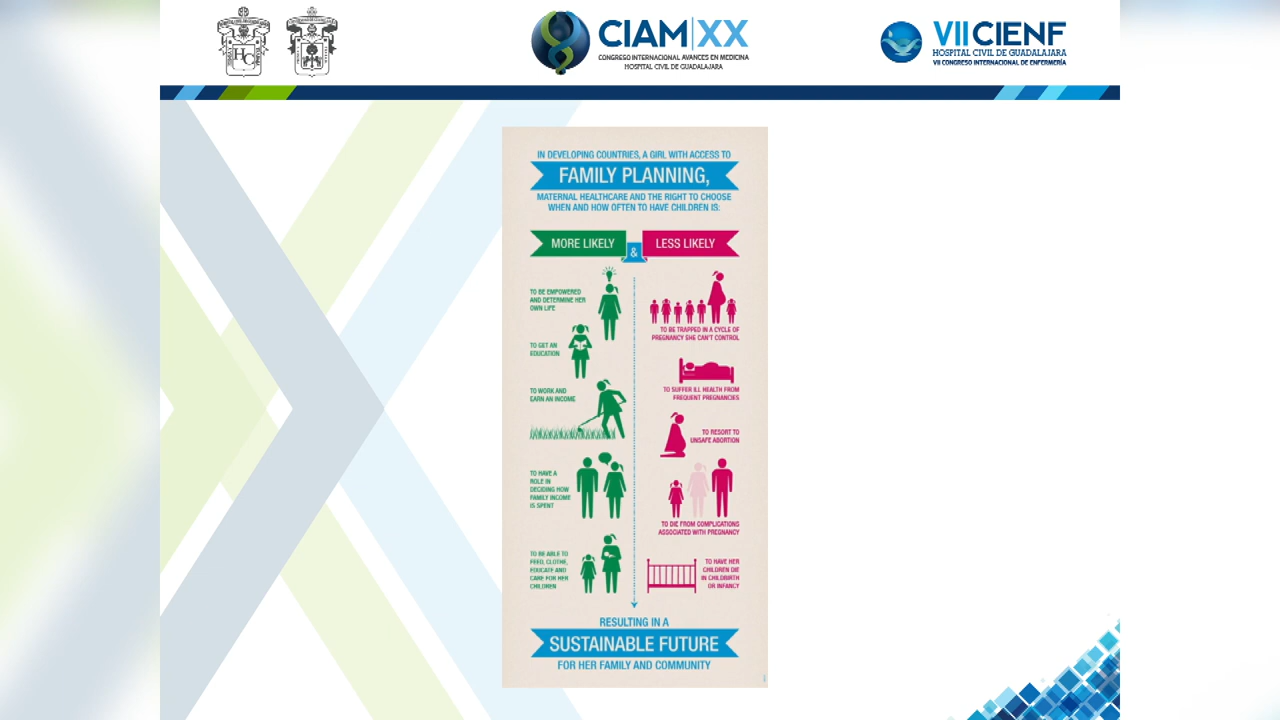 HC
CIAM|XX
CONGRESO INTERNACIONAL AVANCES EN MEDICINA
HOSPITAL CIVIL DE GUADALAJARA
VII CIENF
HOSPITAL CIVIL DE GUADALAJARA
VII CONGRESO INTERNACIONAL DE ENFERMERÍA
IN DEVELOPING COUNTRIES, A GIRL WITH ACCESS TO
FAMILY PLANNING,
MATERNAL HEALTHCARE AND THE RIGHT TO CHOOSE
WHEN AND HOW OFTEN TO HAVE CHILDREN IS:
MORE LIKELY
&
LESS LIKELY
TO BE EMPOWERED
AND DETERMINE HER
OWN LIFE
TO GET AN
EDUCATION
TO WORK AND
EARN AN INCOME
TO HAVE A
ROLE IN
DECIDING HOW
FAMILY INCOME
IS SPENT
TO BE ABLE TO
FEED, CLOTHE,
EDUCATE AND
CARE FOR HER
CHILDREN
TO BE TRAPPED IN A CYCLE OF
PREGNANCY SHE CAN'T CONTROL
TO SUFFER ILL HEALTH FROM
FREQUENT PREGNANCIES
TO RESORT TO
UNSAFE ABORTION
TO DIE FROM COMPLICATIONS
ASSOCIATED WITH PREGNANCY
TO HAVE HER
CHILDREN DIE
IN CHILDBIRTH
OR INFANCY
RESULTING IN A
SUSTAINABLE FUTURE
FOR HER FAMILY AND COMMUNITY